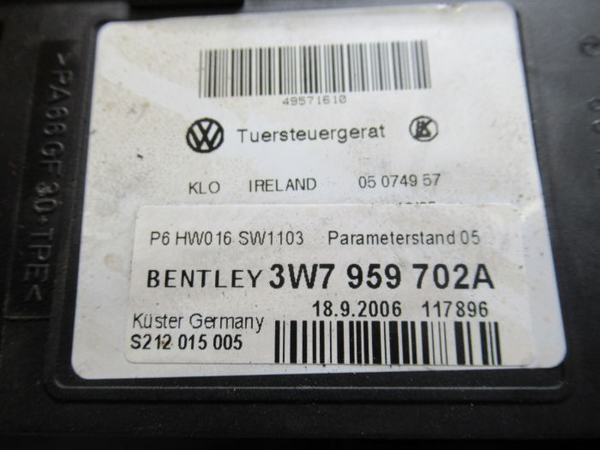 >PA66GF30+TPE<
49571610
Tuersteuergerat
KLO IRELAND 05 0749 57
P6 HW016 SW1103 Parameterstand 05
BENTLEY 3W7 959 702A
18.9.2006 117896
Küster Germany
S212 015 005